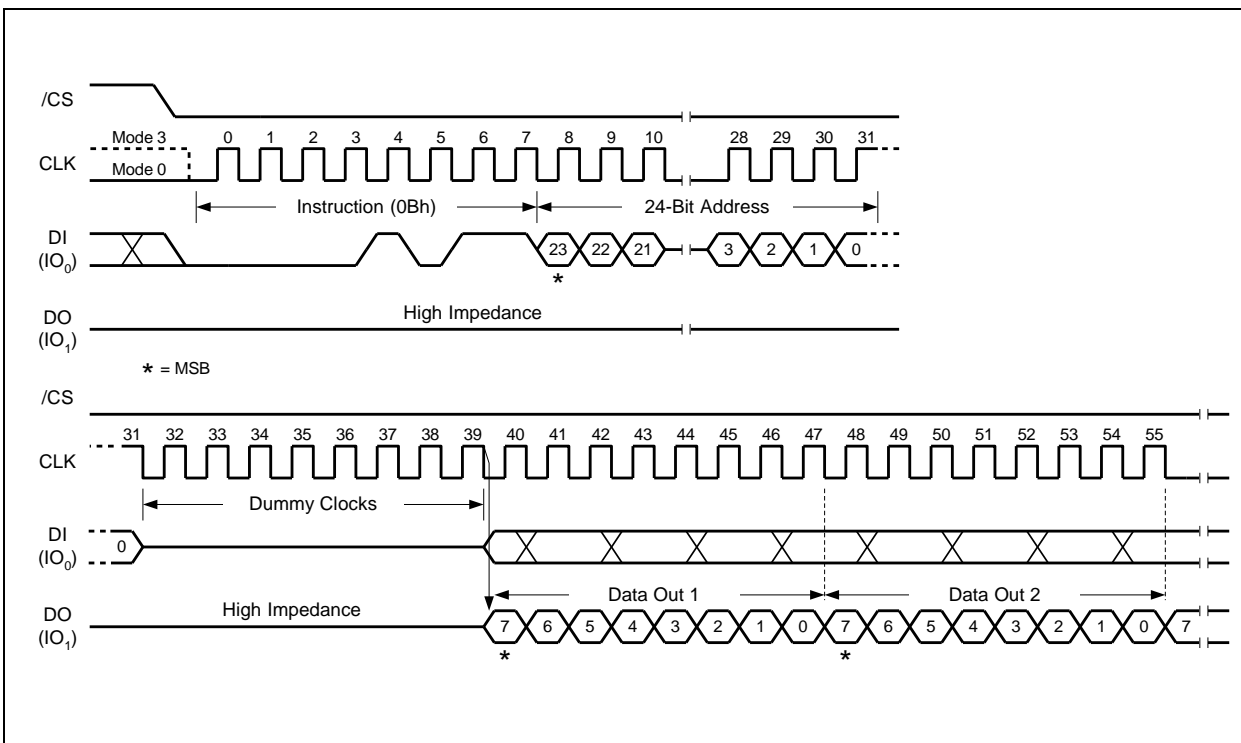 /CS
Mode 3 0 1 2 3 4 5 6 7 8 9 10 28 29 30 31
CLK
Mode 0
Instruction (0Bh) 24-Bit Address
DI
(IO0) 23 22 21 3 2 1 0
*
DO High Impedance
(IO1)
* = MSB
/CS
31 32 33 34 35 36 37 38 39 40 41 42 43 44 45 46 47 48 49 50 51 52 53 54 55
CLK
Dummy Clocks
DI
(IO0) 0
Data Out 1 Data Out 2
DO High Impedance
(IO1) 7 6 5 4 3 2 1 0 7 6 5 4 3 2 1 0 7
* *